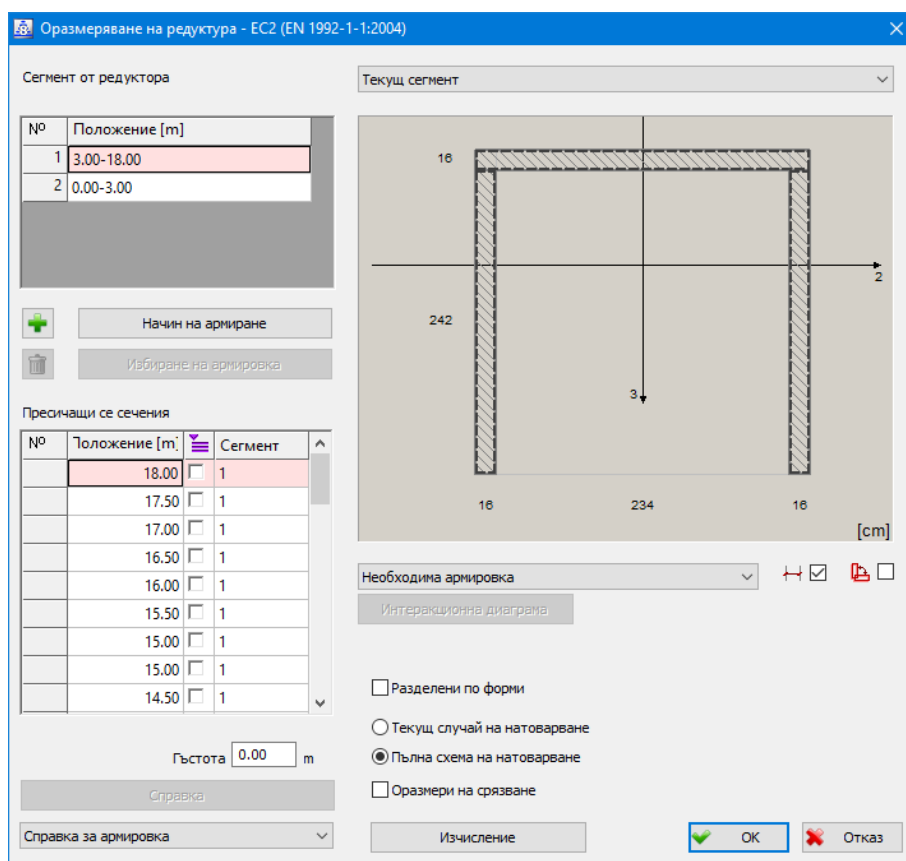 Оразмеряване на редуктура - EC2 (EN 1992-1-1:2004)
Сегмент от редуктора
Текущ сегмент
Nº Положение [m]
1 3.00-18.00
2 0.00-3.00
Начин на армиране
Избиране на армировка
Пресичащи се сечения
Nº Положение [m] Сегмент
18.00 1
17.50 1
17.00 1
16.50 1
16.00 1
15.50 1
15.00 1
15.00 1
14.50 1
Гъстота 0.00 m
Справка
Справка за армировка
16
2
242
3
16 234 16
[cm]
Необходима армировка
Интеракционна диаграма
Разделени по форми
Текущ случай на натоварване
Пълна схема на натоварване
Оразмери на срязване
Изчисление
OK
Отказ